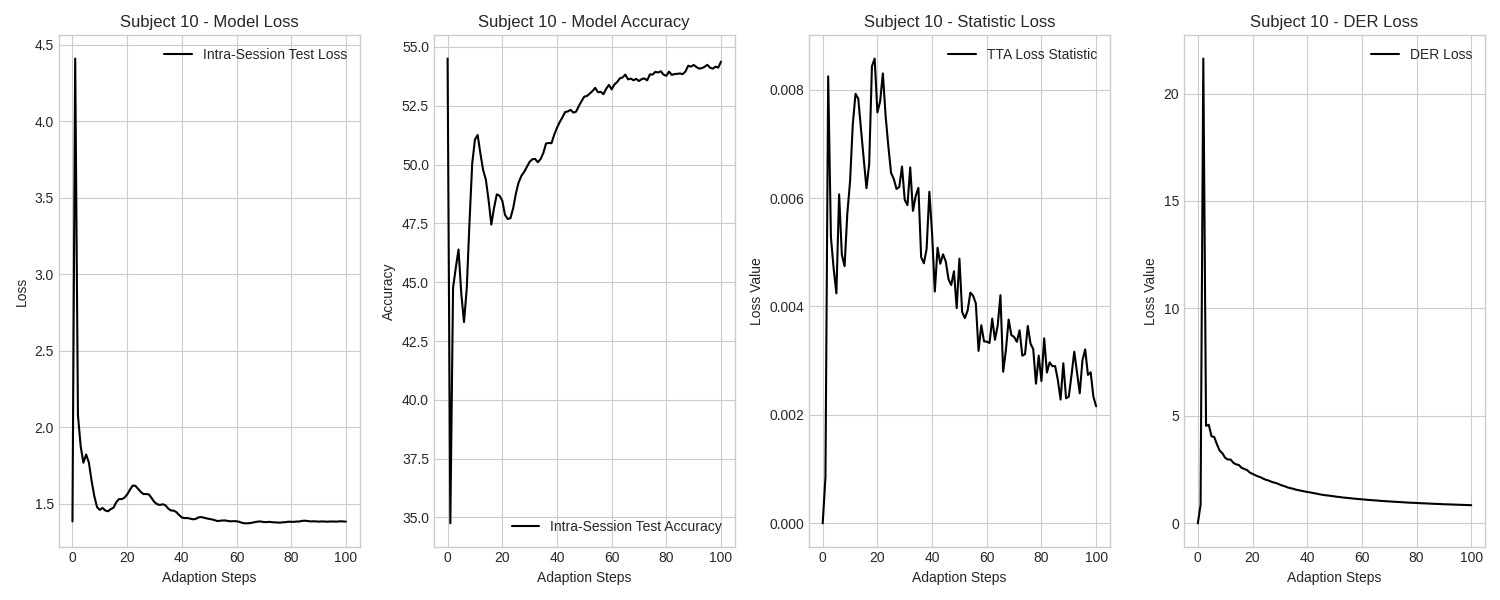 Subject 10 - Model Loss
Intra-Session Test Loss
4.5
4.0
3.5
3.0
2.5
2.0
1.5
Loss
0 20 40 60 80 100
Adaption Steps
Subject 10 - Model Accuracy
55.0
52.5
50.0
47.5
45.0
42.5
40.0
37.5
35.0
Accuracy
Intra-Session Test Accuracy
0 20 40 60 80 100
Adaption Steps
Subject 10 - Statistic Loss
TTA Loss Statistic
0.008
0.006
0.004
0.002
0.000
Loss Value
0 20 40 60 80 100
Adaption Steps
Subject 10 - DER Loss
DER Loss
20
15
10
5
0
Loss Value
0 20 40 60 80 100
Adaption Steps